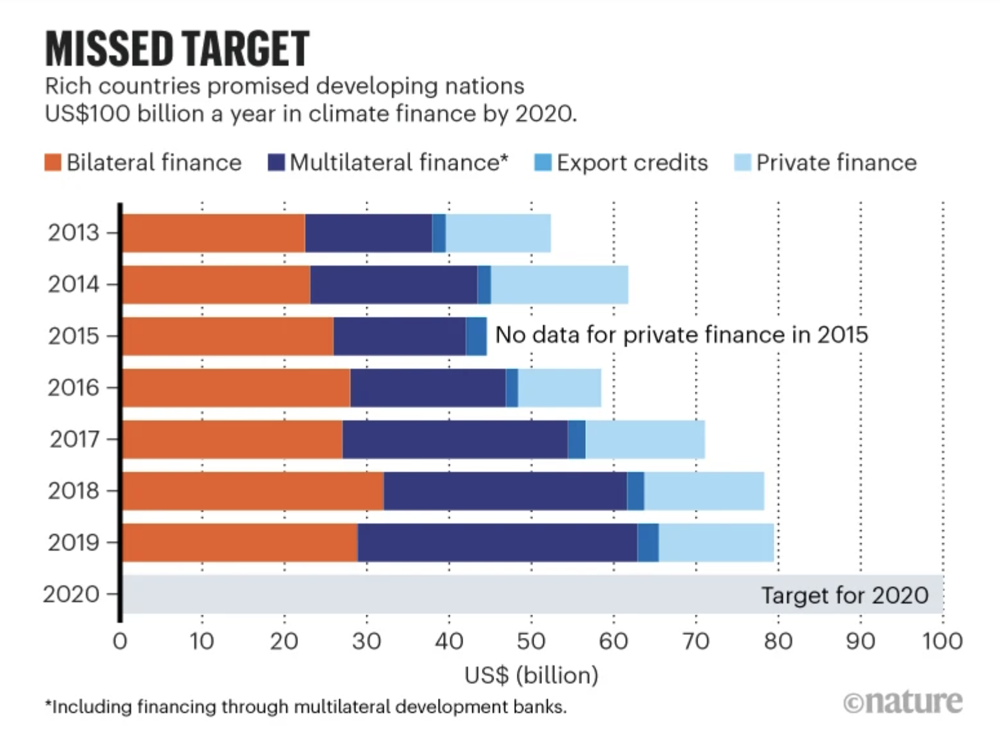 MISSED TARGET
Rich countries promised developing nations
US$100 billion a year in climate finance by 2020.
Bilateral finance Multilateral finance* Export credits Private finance
2013
2014
2015 No data for private finance in 2015
2016
2017
2018
2019
2020 Target for 2020
0 10 20 30 40 50 60 70 80 90 100
US$ (billion)
*Including financing through multilateral development banks.
©nature